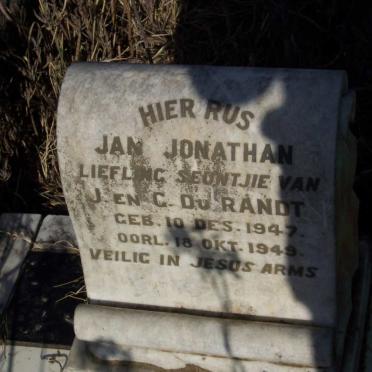 HIER RUS
JAN JONATHAN
LIEFLING SEUNTJIE VAN
J. EN C. DU RANDT
GEB. 10 DES. 1947.
OORL. 18 OKT. 1949.
VEILIG IN JESUS ARMS